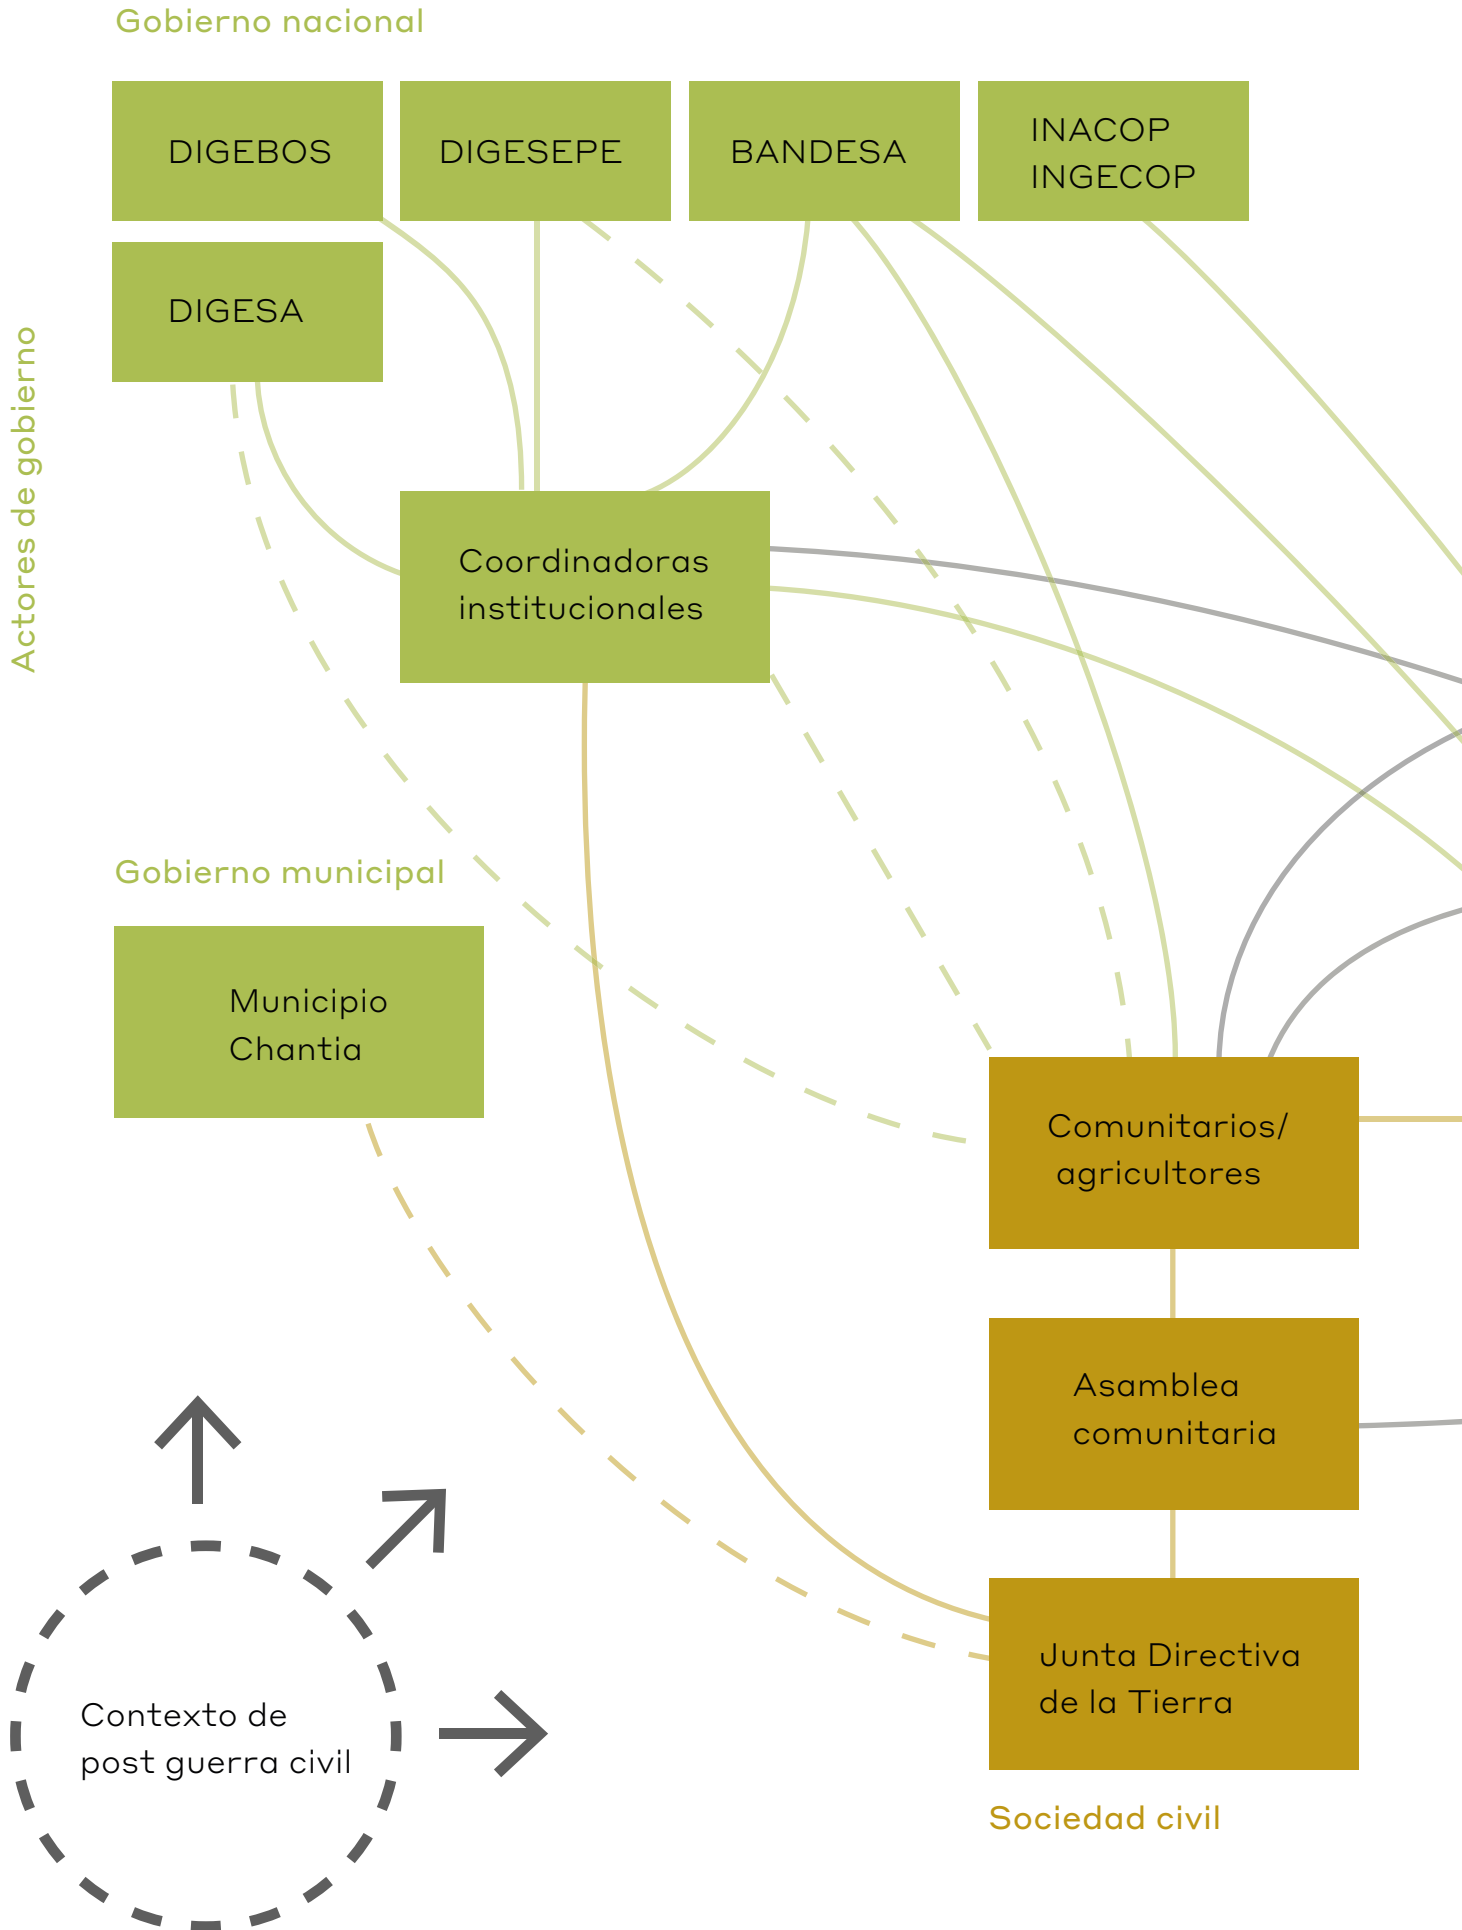 Gobierno nacional
DIGEBOS
DIGESEPE
BANDESA
INACOP
INGECOP
DIGESA
Actores de gobierno
Coordinadoras
institucionales
Gobierno municipal
Municipio
Chantia
Comunitarios/
agricultores
Asamblea
comunitaria
Junta Directiva
de la Tierra
Contexto de
post guerra civil
Sociedad civil